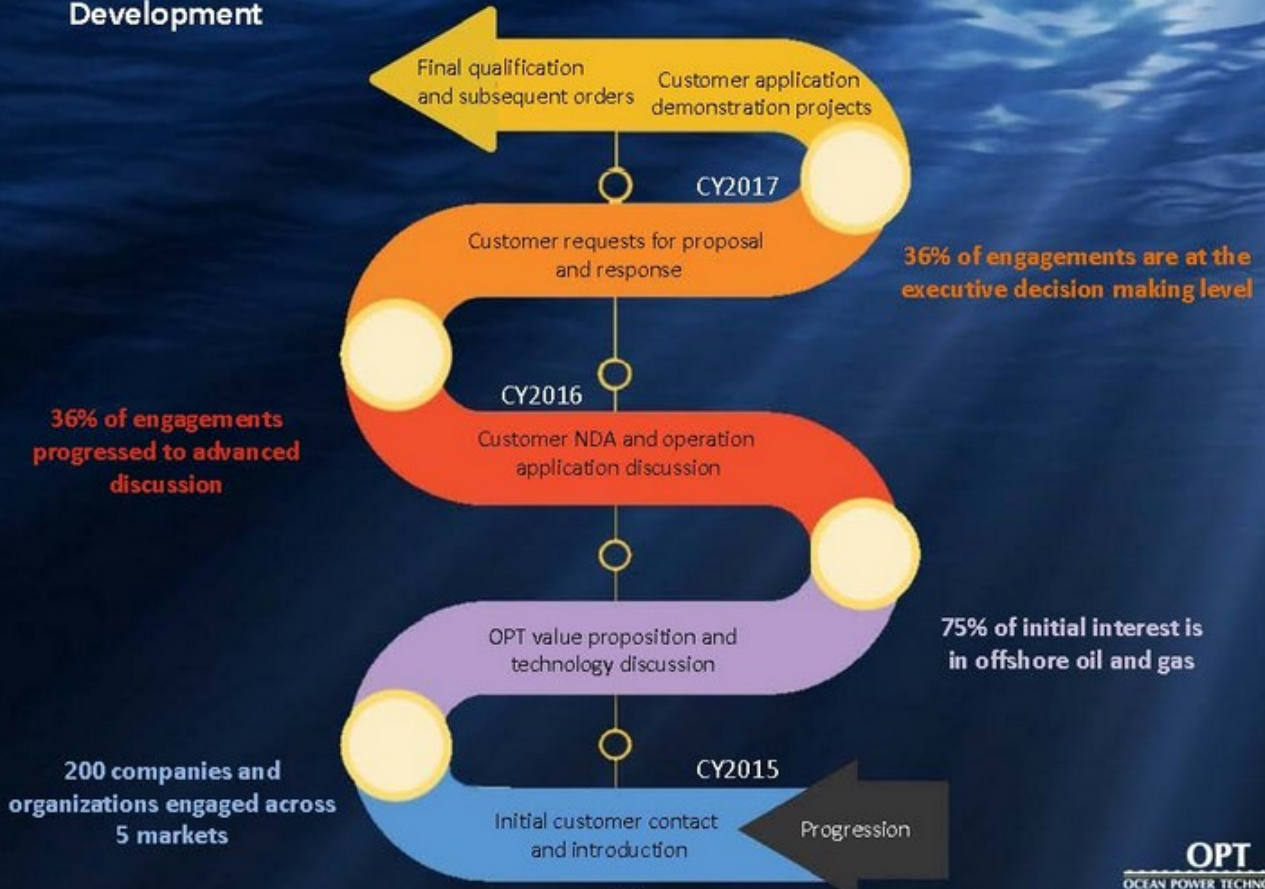 Development
Final qualification
and subsequent orders
Customer application
demonstration projects
CY2017
Customer requests for proposal
and response
36% of engagements are at the
executive decision making level
CY2016
36% of engagements
progressed to advanced
discussion
Customer NDA and operation
application discussion
OPT value proposition and
technology discussion
75% of initial interest is
in offshore oil and gas
CY2015
200 companies and
organizations engaged across
5 markets
Initial customer contact
and introduction
Progression
OPT
OCEAN POWER